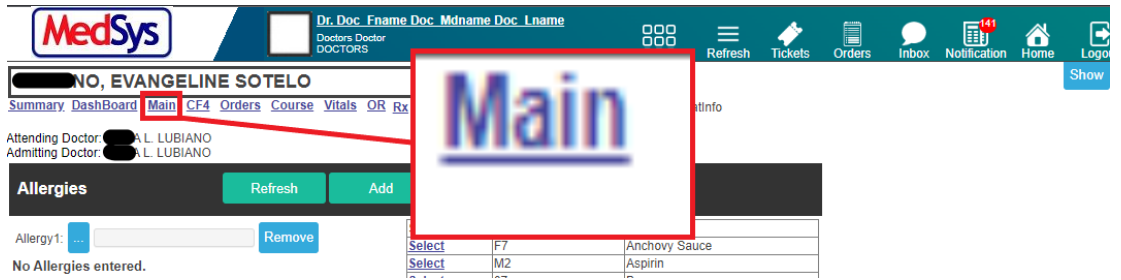 MedSys
Dr. Doc_Fname Doc_Mdname Doc_Lname
Doctors Doctor
DOCTORS
Refresh Tickets Orders Inbox 141 Notification Home
NO, EVANGELINE SOTELO
Show
Summary DashBoard Main CF4 Orders Course Vitals OR Rx
Main
Attending Doctor: A L. LUBIANO
Admitting Doctor: A L. LUBIANO
Allergies Refresh Add
Allergy1: ... Remove
Select F7 Anchovy Sauce
No Allergies entered.
Select M2 Aspirin